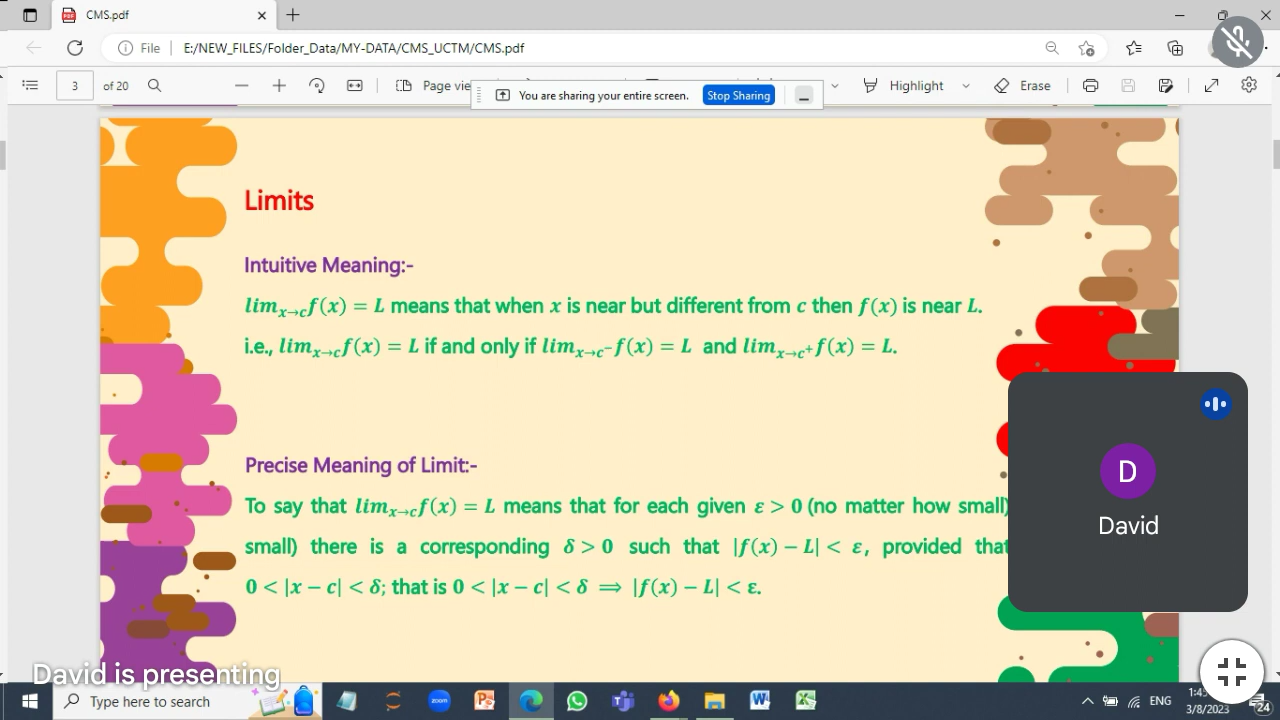 CMS.pdf
File E:/NEW_FILES/Folder_Data/MY-DATA/CMS_UCTM/CMS.pdf
3 of 20 Page vie Highlight Erase
You are sharing your entire screen. Stop Sharing
Limits
Intuitive Meaning:-
lim_{x→c} f(x) = L means that when x is near but different from c then f(x) is near L.
i.e., lim_{x→c} f(x) = L if and only if lim_{x→c⁻} f(x) = L and lim_{x→c⁺} f(x) = L.
Precise Meaning of Limit:-
To say that lim_{x→c} f(x) = L means that for each given ε > 0 (no matter how small)
small) there is a corresponding δ > 0 such that |f(x) − L| < ε, provided that
0 < |x − c| < δ; that is 0 < |x − c| < δ ⟹ |f(x) − L| < ε.
D
David
David is presenting
Type here to search
zoom
ENG
3/8/2023
24